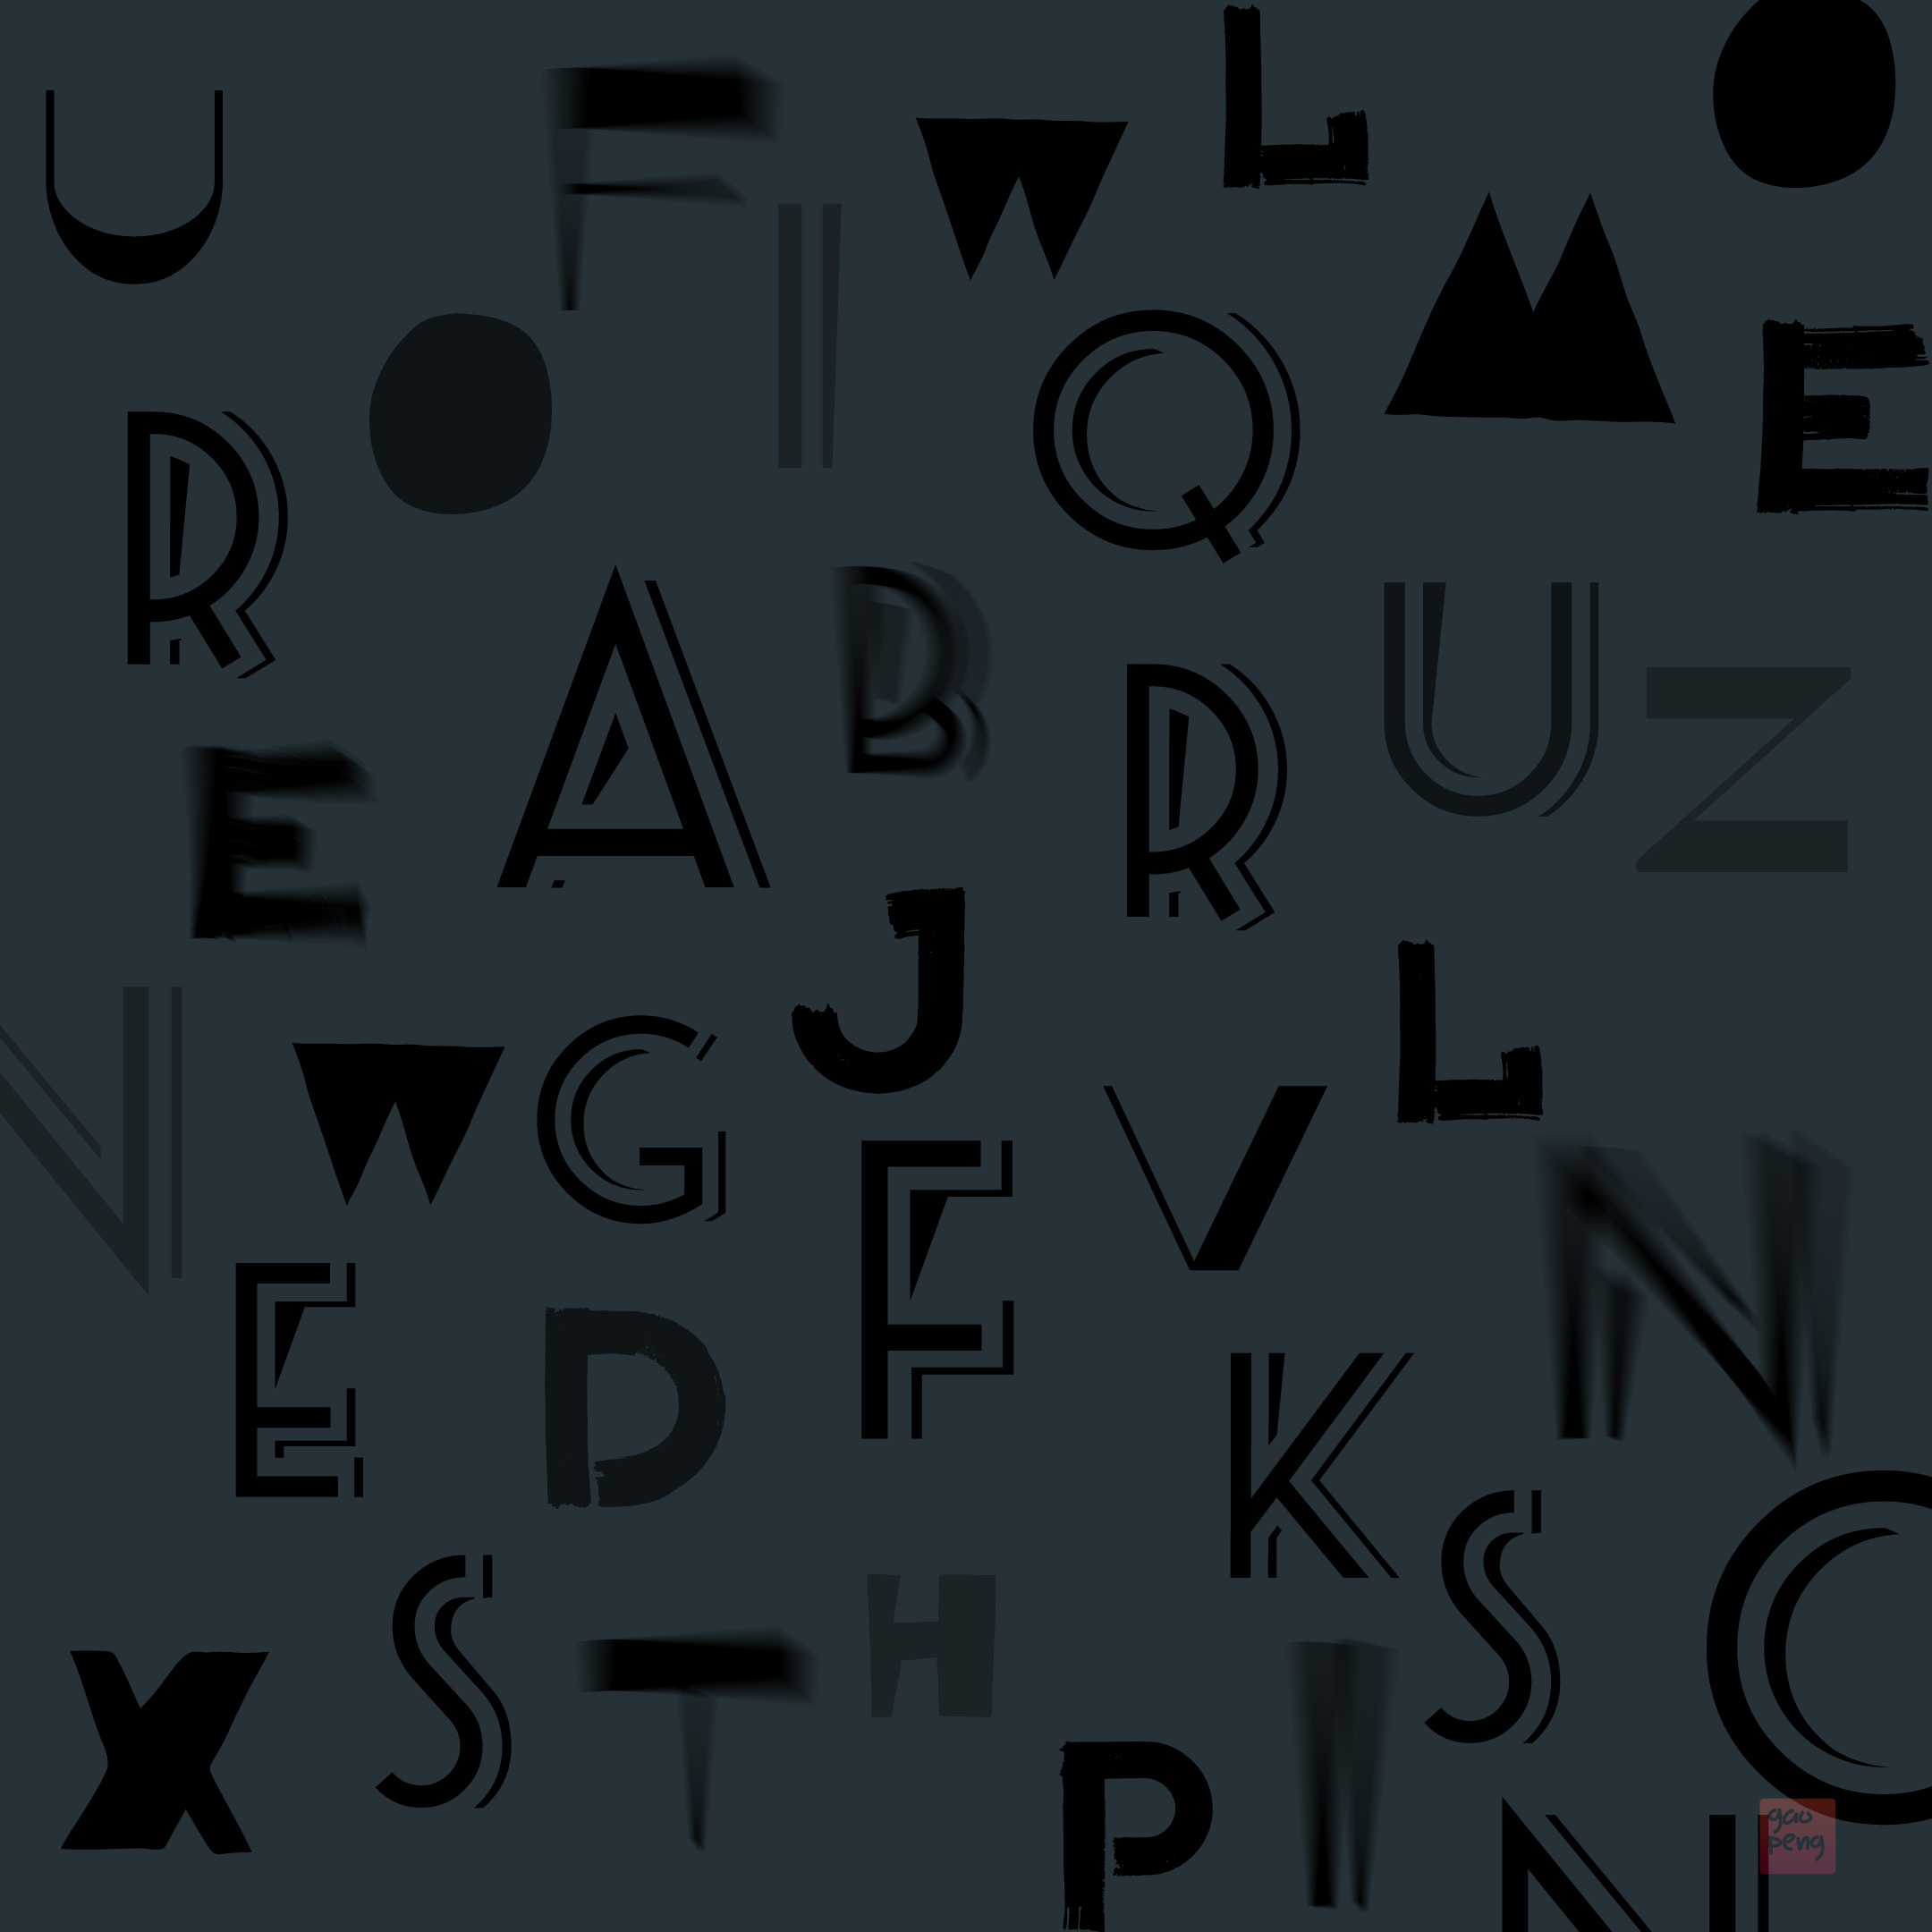 U F W L O
O I Q M E
R A B R U Z
E J L
N W G F V N
E D K S C
X S T H P I N
gao
peng